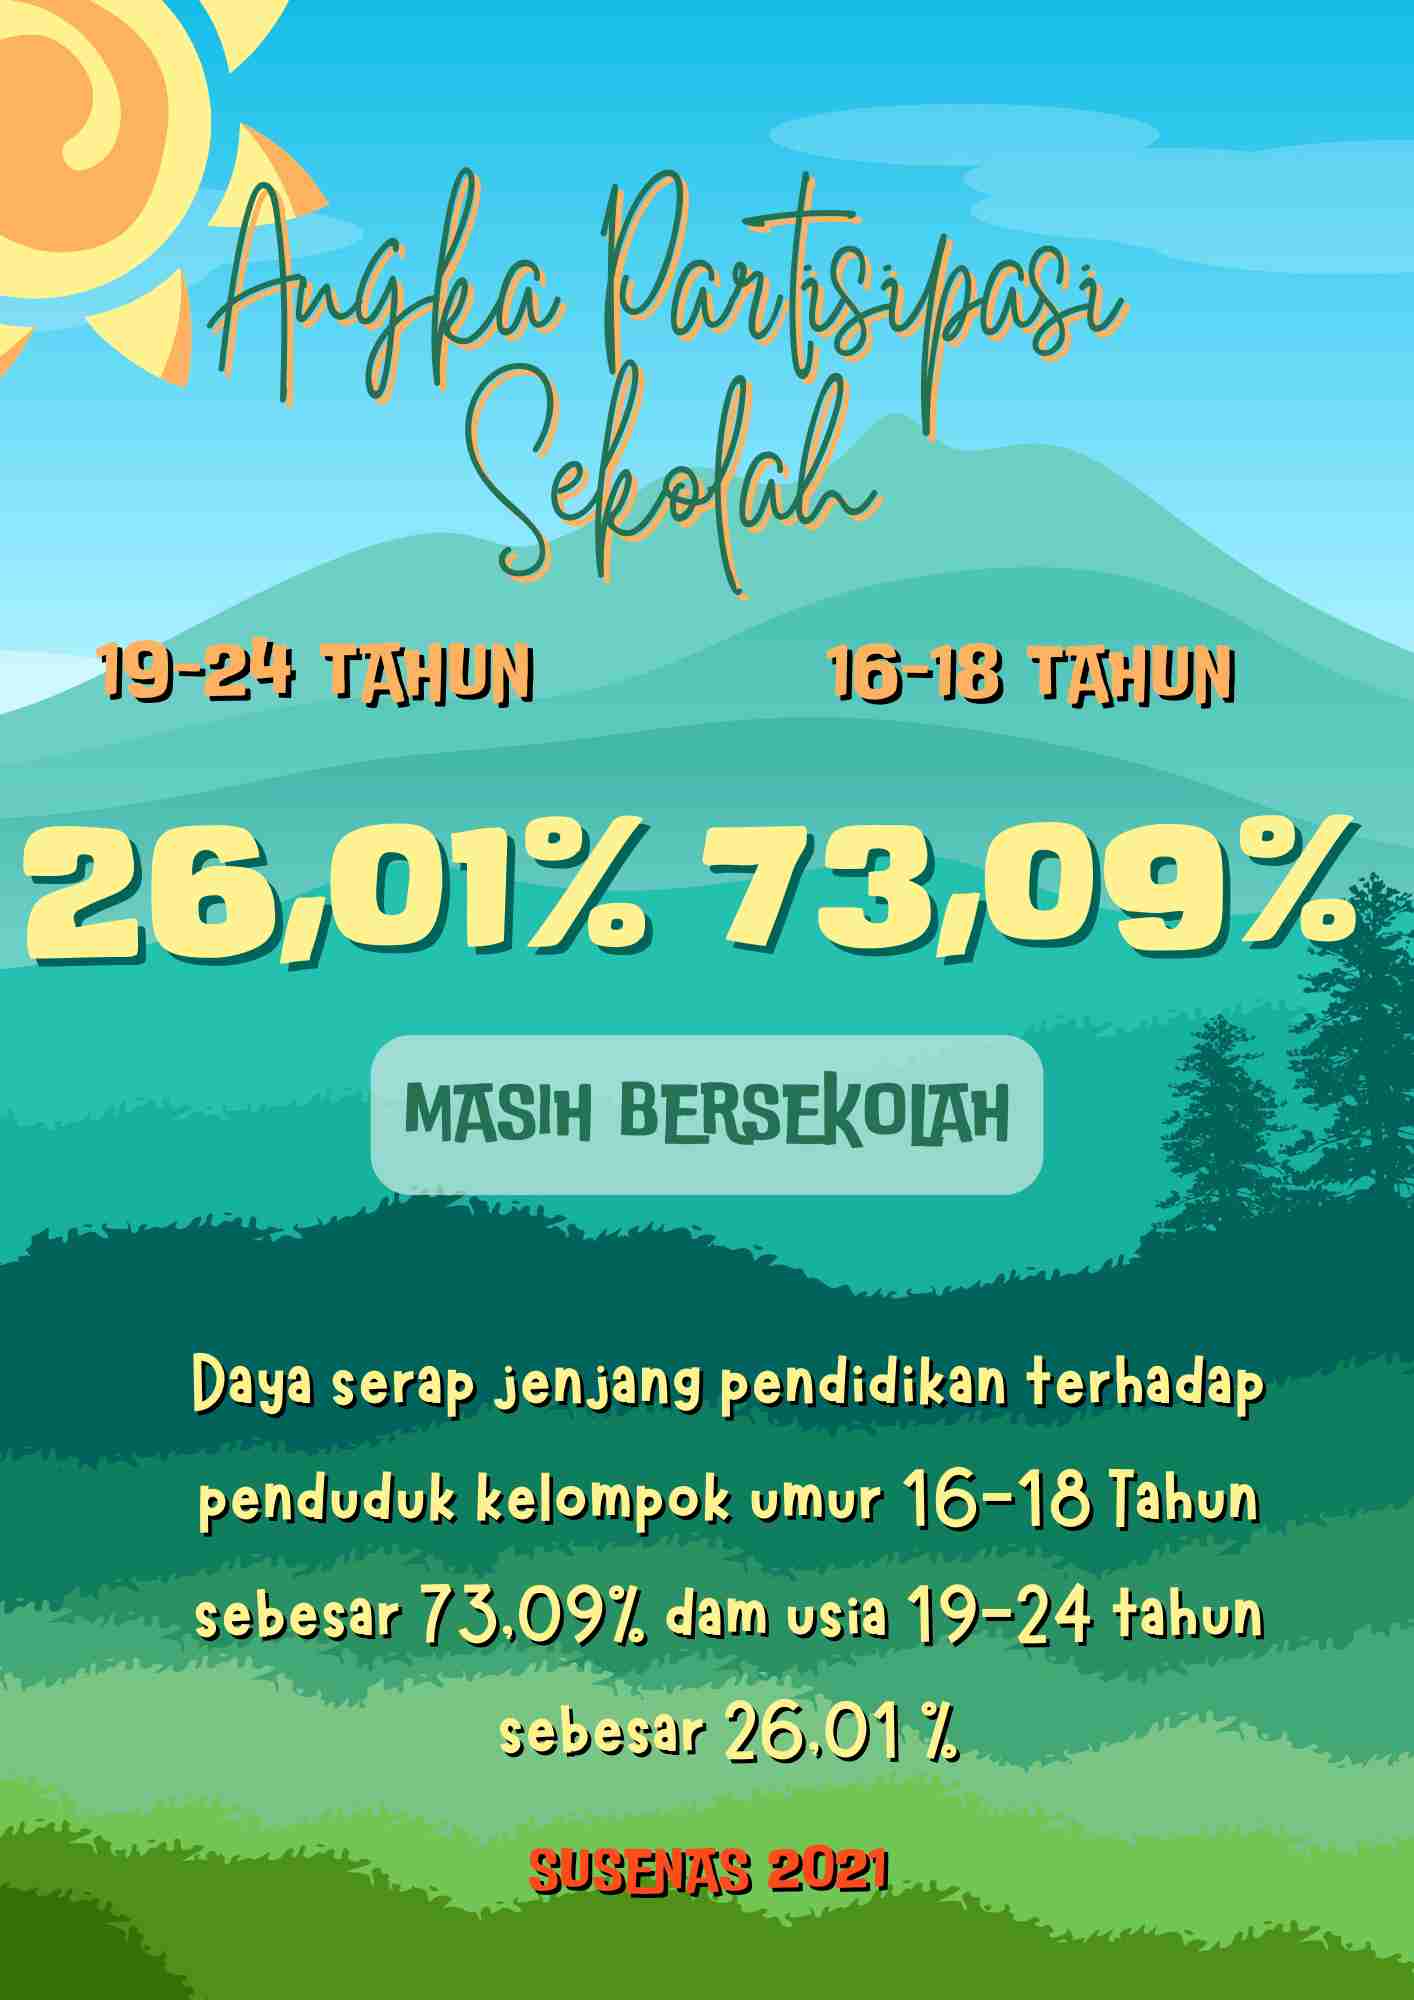 Angka Partisipasi
Sekolah
19-24 TAHUN
16-18 TAHUN
26,01%
73,09%
MASIH BERSEKOLAH
Daya serap jenjang pendidikan terhadap
penduduk kelompok umur 16-18 Tahun
sebesar 73,09% dam usia 19-24 tahun
sebesar 26,01 %
SUSENAS 2021